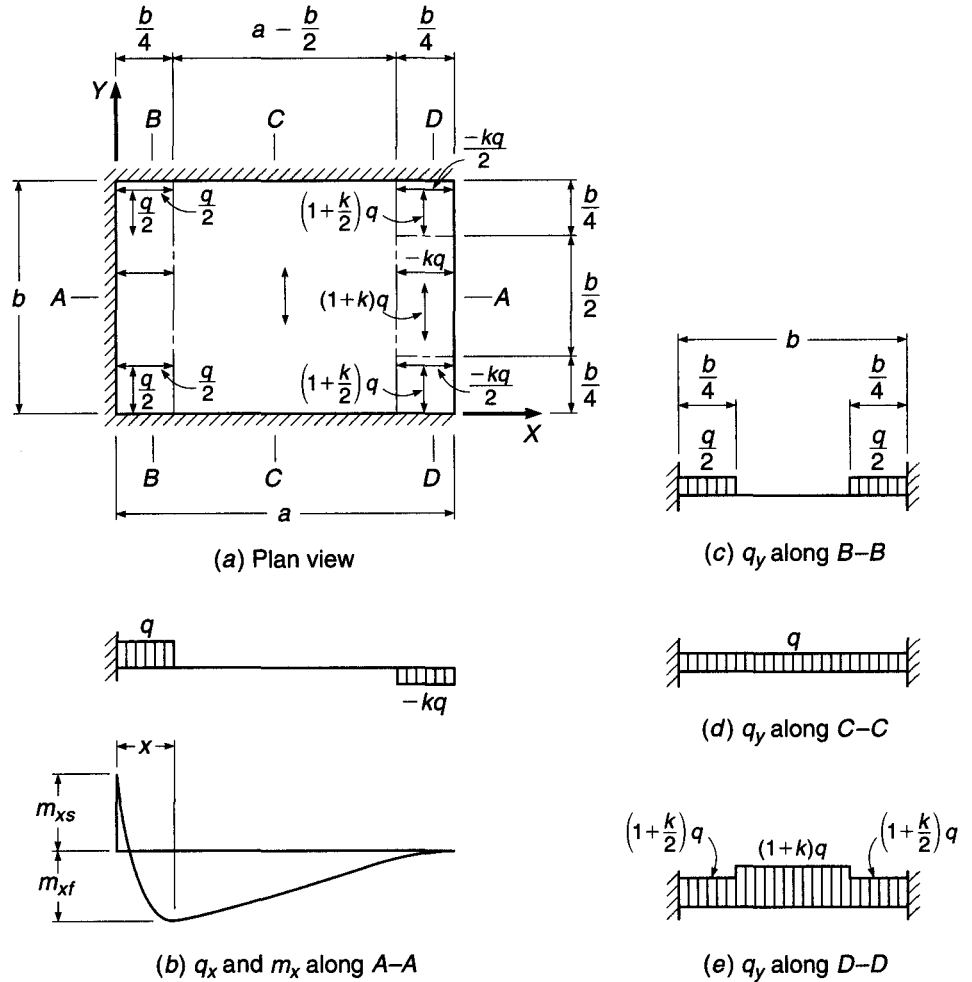 b/4
a − b/2
b/4
Y
B
C
D
−kq/2
q/2
q/2
(1+k/2)q
b/4
b
A
−kq
(1+k)q
A
b/2
q/2
q/2
(1+k/2)q
−kq/2
b/4
X
B
C
D
a
(a) Plan view
b
b/4
b/4
q/2
q/2
(c) q_y along B–B
q
−kq
q
(d) q_y along C–C
x
m_xs
m_xf
(b) q_x and m_x along A–A
(1+k/2)q
(1+k)q
(1+k/2)q
(e) q_y along D–D